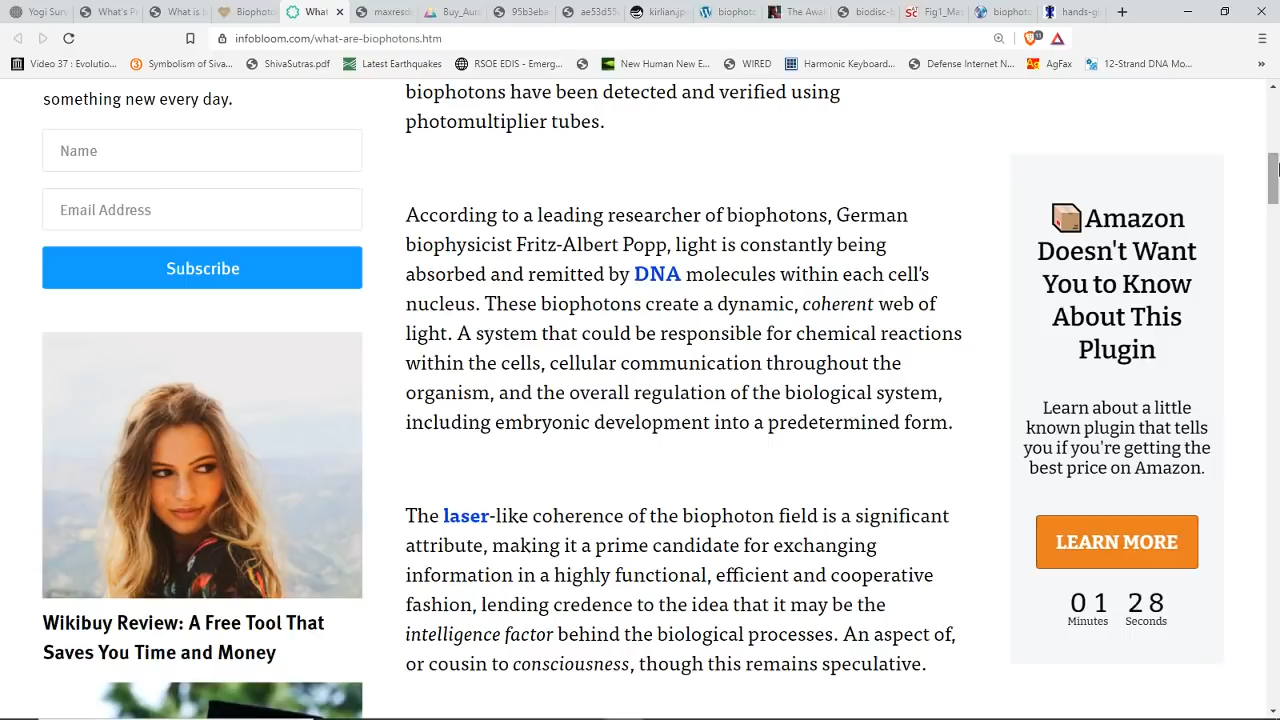 Yogi Sur
What's P
What is b
Biophoto
What
maxresd
Buy_Auto
95b3eba
ae53d55
kirlian.jp
biophoto
The Awa
biodisc-b
Fig1_Ma
biophoto
hands-gl
infobloom.com/what-are-biophotons.htm
Video 37 : Evolutio...
Symbolism of Siva...
ShivaSutras.pdf
Latest Earthquakes
RSOE EDIS - Emerg...
New Human New E...
WIRED
Harmonic Keyboard...
Defense Internet N...
AgFax
12-Strand DNA Mo...
something new every day.
Name
Email Address
Subscribe
Wikibuy Review: A Free Tool That
Saves You Time and Money
biophotons have been detected and verified using
photomultiplier tubes.
According to a leading researcher of biophotons, German
biophysicist Fritz-Albert Popp, light is constantly being
absorbed and remitted by DNA molecules within each cell's
nucleus. These biophotons create a dynamic, coherent web of
light. A system that could be responsible for chemical reactions
within the cells, cellular communication throughout the
organism, and the overall regulation of the biological system,
including embryonic development into a predetermined form.
The laser-like coherence of the biophoton field is a significant
attribute, making it a prime candidate for exchanging
information in a highly functional, efficient and cooperative
fashion, lending credence to the idea that it may be the
intelligence factor behind the biological processes. An aspect of,
or cousin to consciousness, though this remains speculative.
Amazon
Doesn't Want
You to Know
About This
Plugin
Learn about a little
known plugin that tells
you if you're getting the
best price on Amazon.
LEARN MORE
01 28
Minutes Seconds